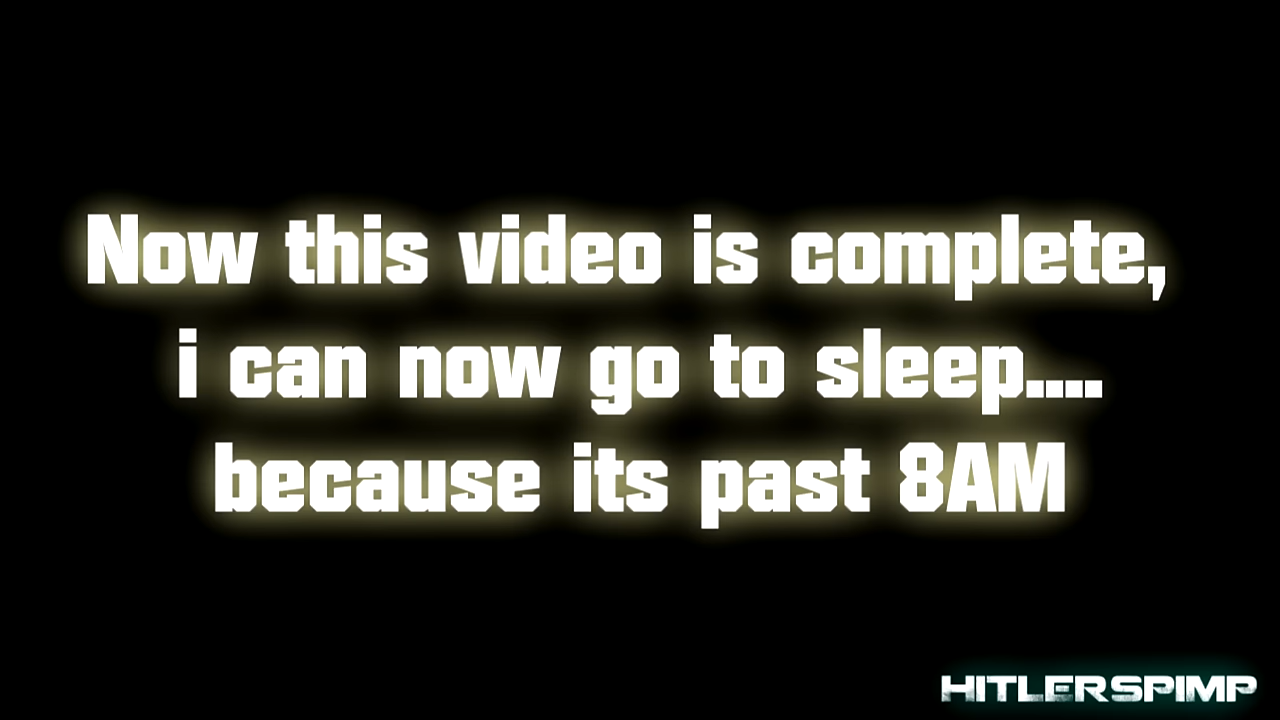 Now this video is complete,
i can now go to sleep....
because its past 8AM
HITLERSPIMP